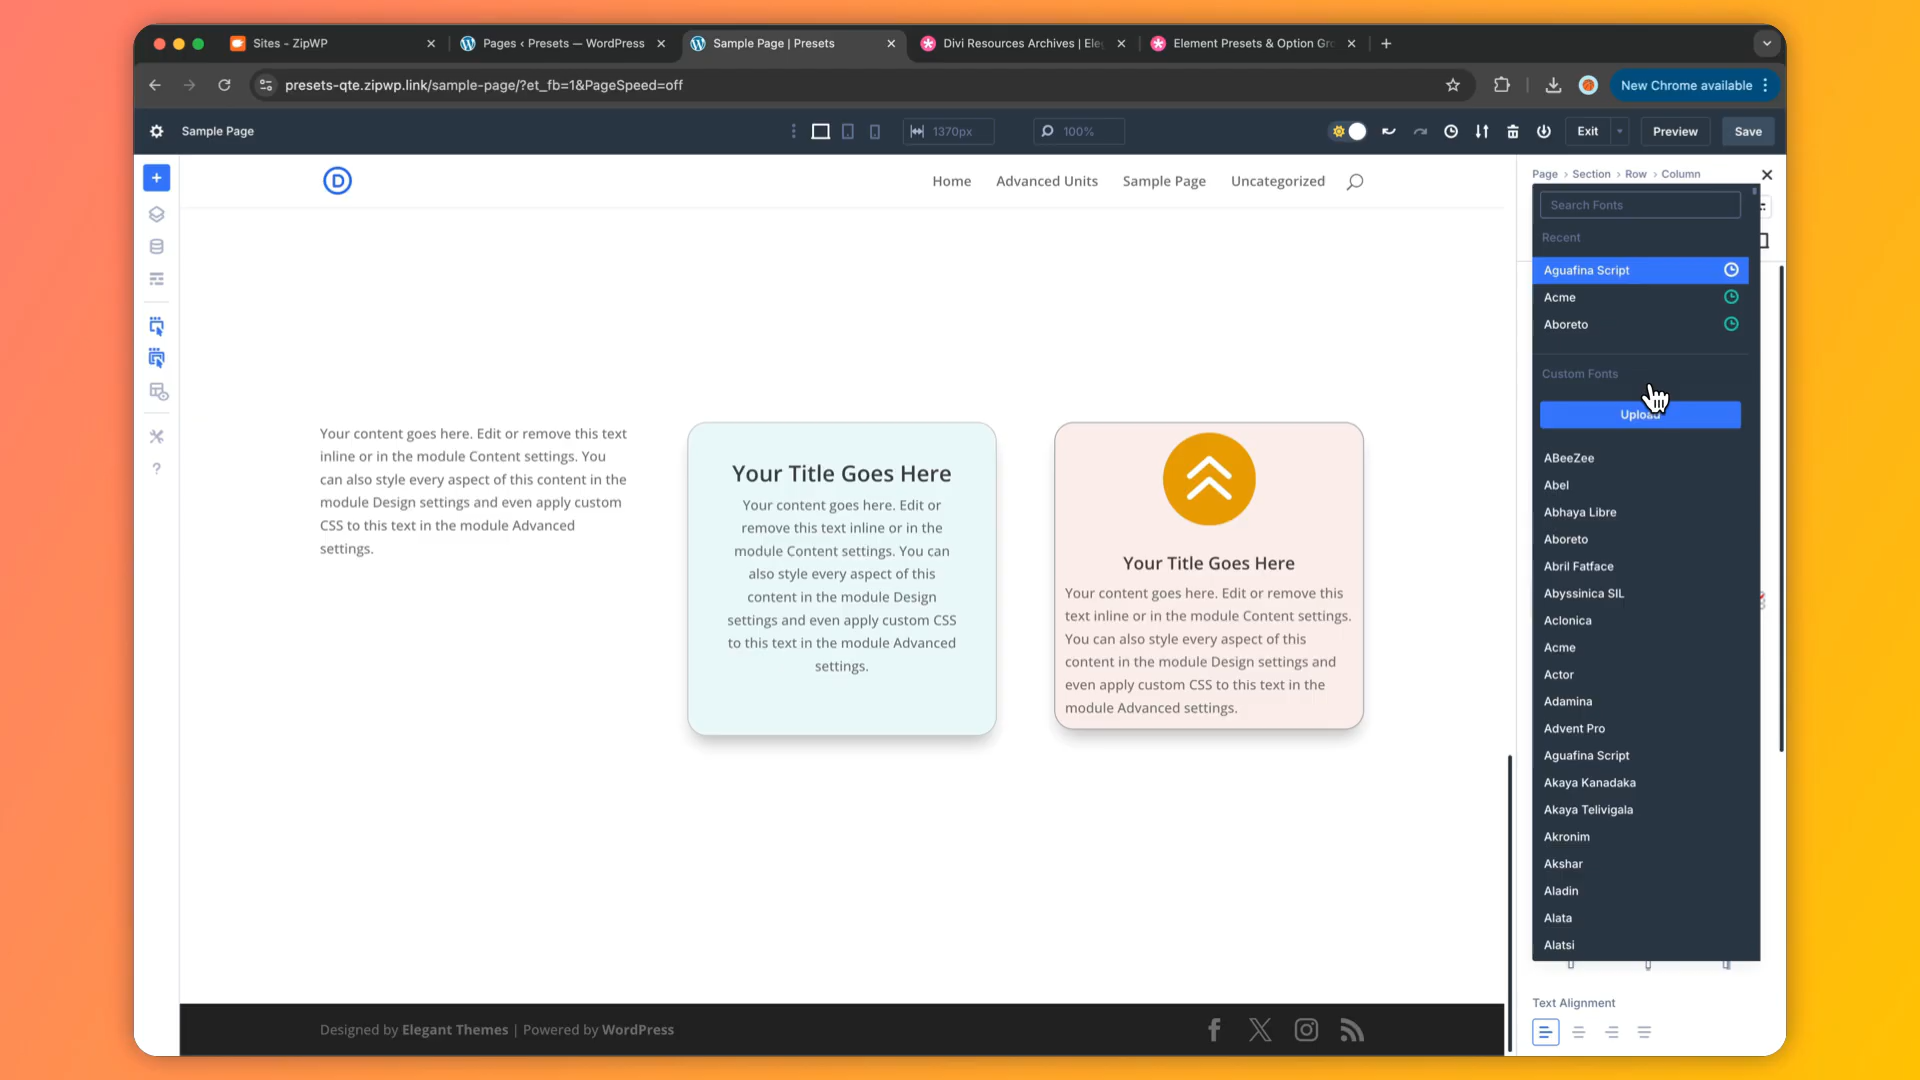 Sites - ZipWP
Pages ‹ Presets — WordPress
Sample Page | Presets
Divi Resources Archives | Ele
Element Presets & Option Gr
presets-qte.zipwp.link/sample-page/?et_fb=1&PageSpeed=off
New Chrome available
Sample Page
1370px
100%
Exit
Preview
Save
D
Home
Advanced Units
Sample Page
Uncategorized
Page › Section › Row › Column
Search Fonts
Recent
Aguafina Script
Acme
Aboreto
Custom Fonts
Upload
ABeeZee
Abel
Abhaya Libre
Aboreto
Abril Fatface
Abyssinica SIL
Aclonica
Acme
Actor
Adamina
Advent Pro
Aguafina Script
Akaya Kanadaka
Akaya Telivigala
Akronim
Akshar
Aladin
Alata
Alatsi
Text Alignment
Your content goes here. Edit or remove this text
inline or in the module Content settings. You
can also style every aspect of this content in the
module Design settings and even apply custom
CSS to this text in the module Advanced
settings.
Your Title Goes Here
Your content goes here. Edit or
remove this text inline or in the
module Content settings. You can
also style every aspect of this
content in the module Design
settings and even apply custom CSS
to this text in the module Advanced
settings.
Your Title Goes Here
Your content goes here. Edit or remove this
text inline or in the module Content settings.
You can also style every aspect of this
content in the module Design settings and
even apply custom CSS to this text in the
module Advanced settings.
Designed by Elegant Themes | Powered by WordPress